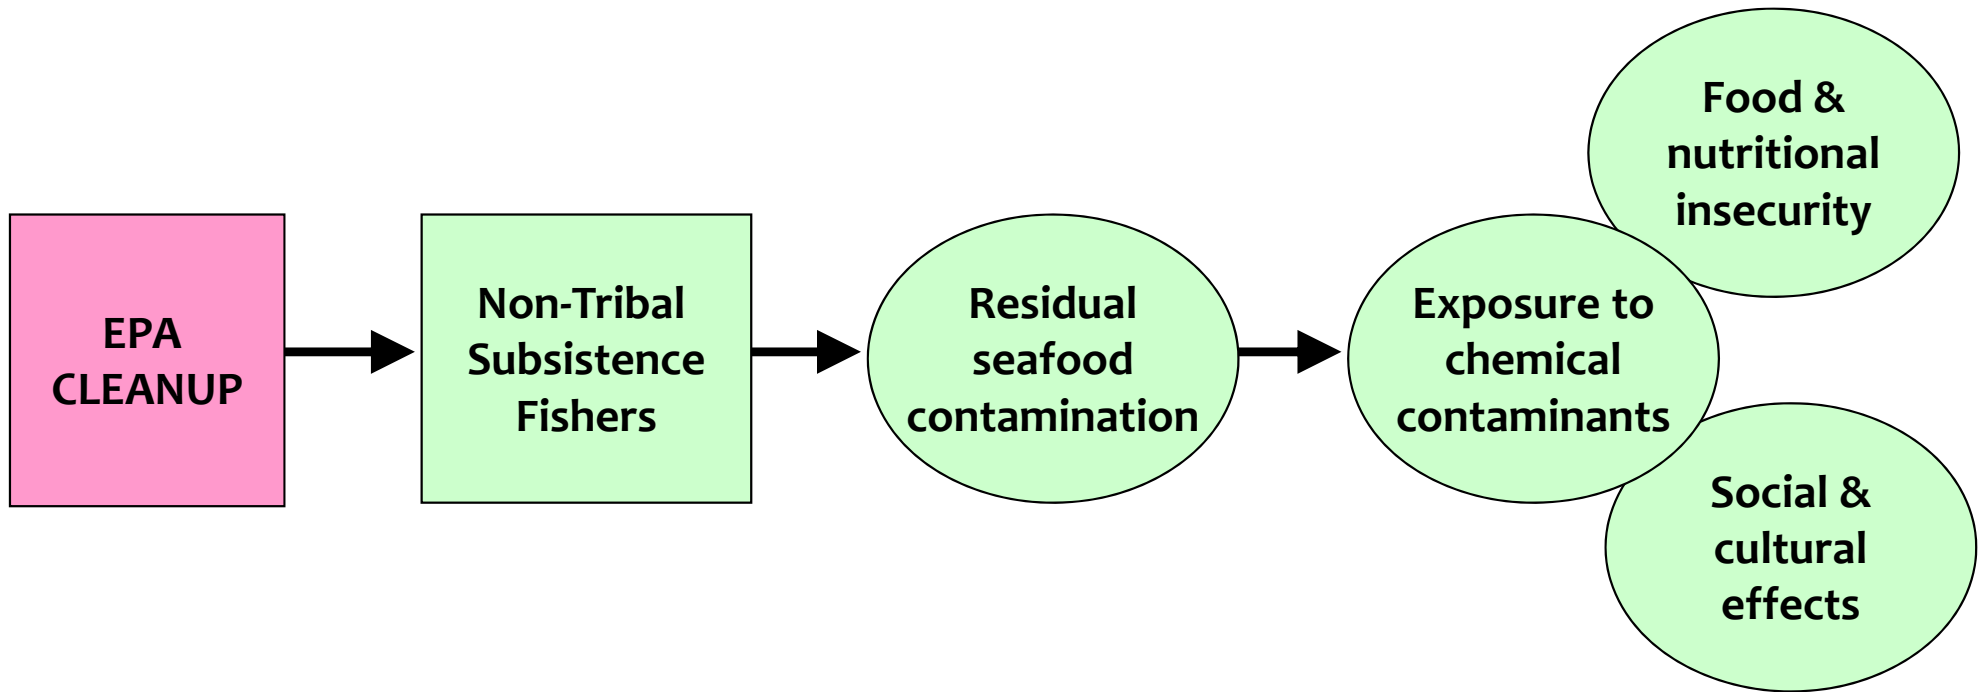 EPA
CLEANUP
Non-Tribal
Subsistence
Fishers
Residual
seafood
contamination
Exposure to
chemical
contaminants
Food &
nutritional
insecurity
Social &
cultural
effects